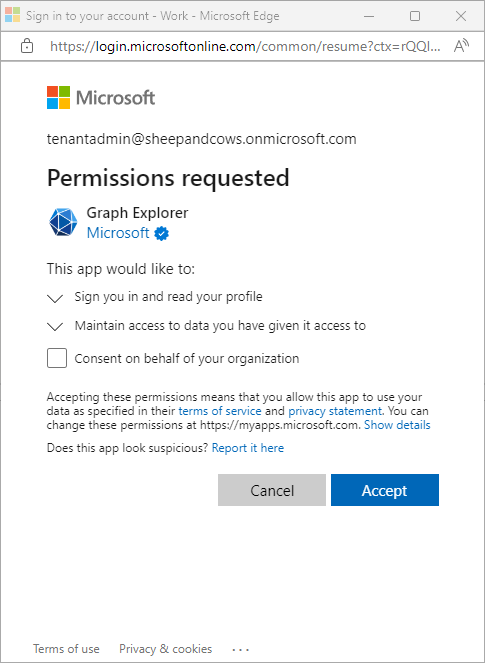 Sign in to your account - Work - Microsoft Edge
https://login.microsoftonline.com/common/resume?ctx=rQQI...
Microsoft
tenantadmin@sheepandcows.onmicrosoft.com
Permissions requested
Graph Explorer
Microsoft
This app would like to:
Sign you in and read your profile
Maintain access to data you have given it access to
Consent on behalf of your organization
Accepting these permissions means that you allow this app to use your
data as specified in their terms of service and privacy statement. You can
change these permissions at https://myapps.microsoft.com. Show details
Does this app look suspicious? Report it here
Cancel Accept
Terms of use Privacy & cookies ...